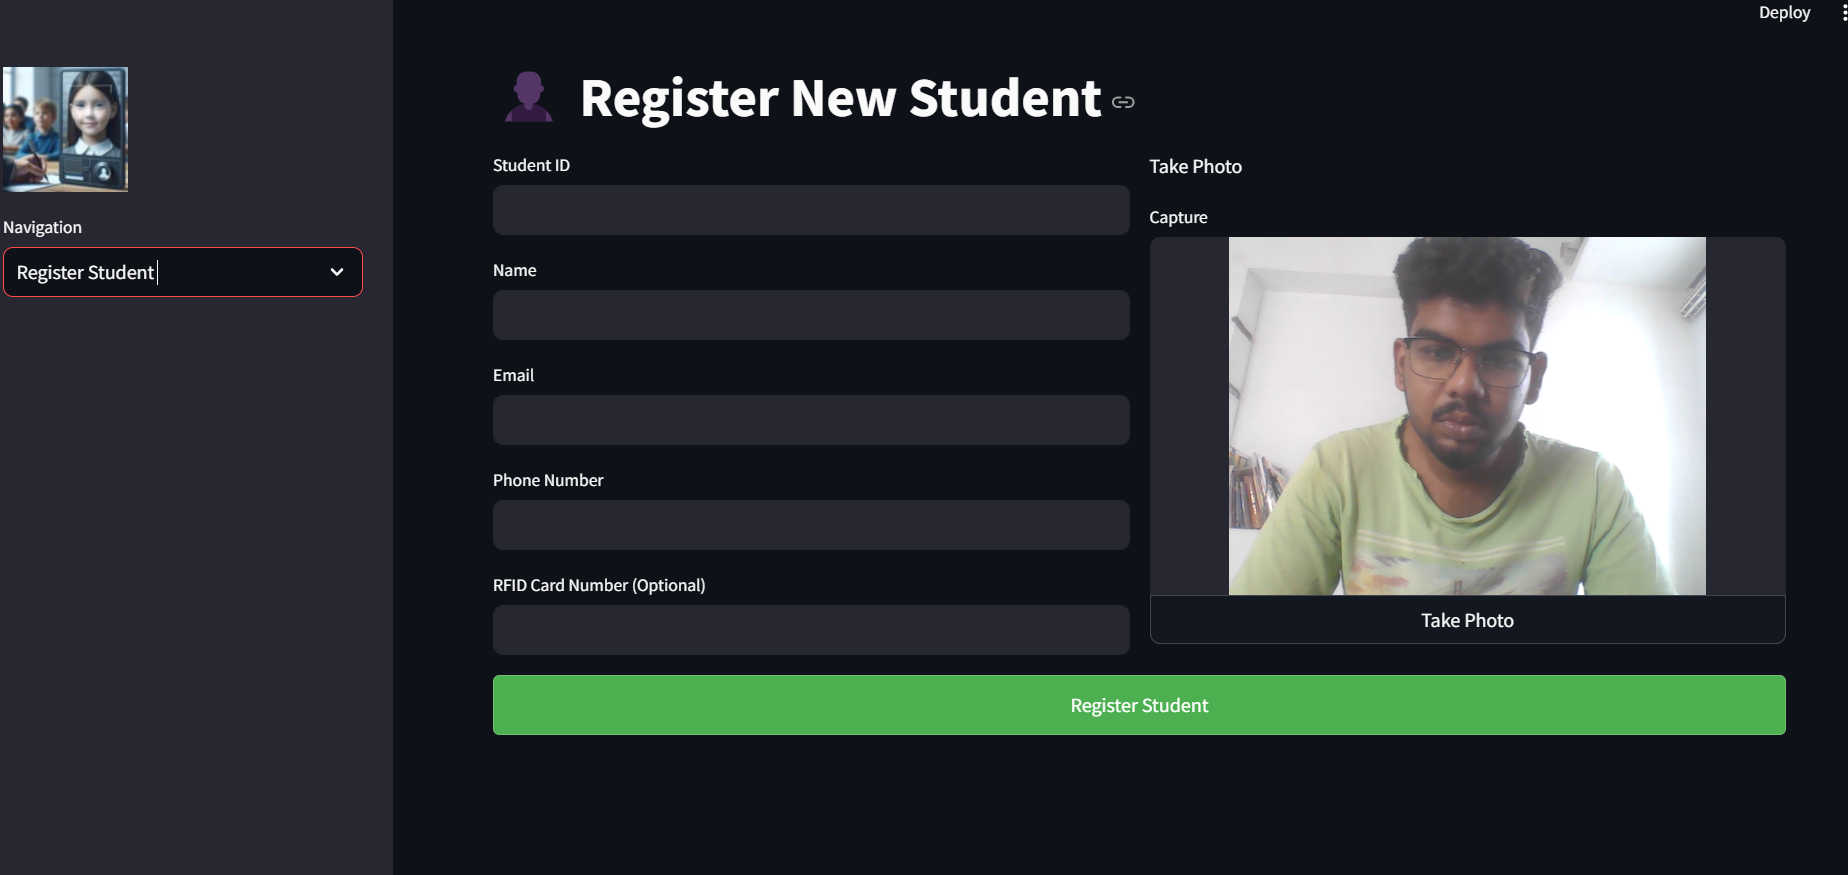 Deploy
Navigation
Register Student
Register New Student
Student ID
Name
Email
Phone Number
RFID Card Number (Optional)
Take Photo
Capture
Take Photo
Register Student